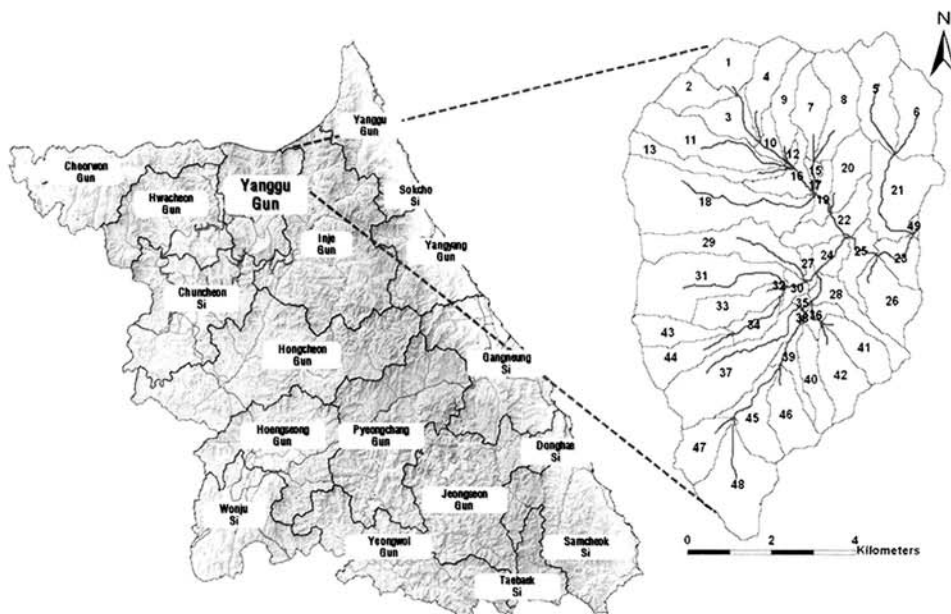 Yanggu
Gun
Cheorwon
Gun
Hwacheon
Gun
Yanggu
Gun
Sokcho
Si
Inje
Gun
Yangyang
Gun
Chuncheon
Si
Hongcheon
Gun
Gangneung
Si
Hoengseong
Gun
Pyeongchang
Gun
Donghae
Si
Wonju
Si
Jeongseon
Gun
Yeongwol
Gun
Samcheok
Si
Taebaek
Si
N
1
4
5
2
9
7
8
6
3
10
11
12
13
16
15
20
17
19
18
21
22
49
29
25
23
27
24
31
32
30
28
26
33
35
38
36
34
43
44
39
41
37
40
42
45
46
47
48
0
2
4
Kilometers